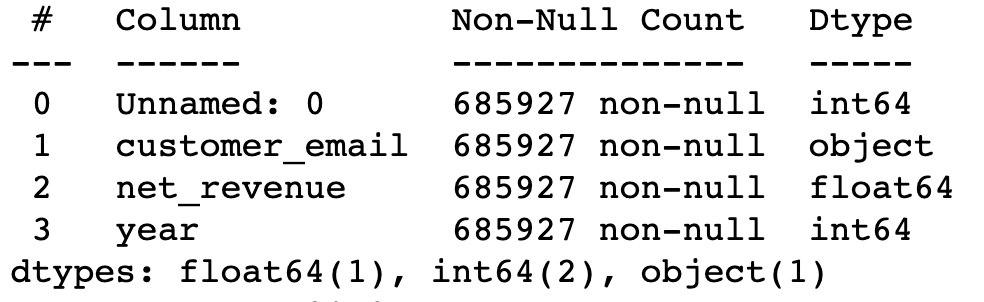 #   Column          Non-Null Count   Dtype
---  ------          --------------   -----
0   Unnamed: 0      685927 non-null  int64
1   customer_email  685927 non-null  object
2   net_revenue     685927 non-null  float64
3   year            685927 non-null  int64
dtypes: float64(1), int64(2), object(1)